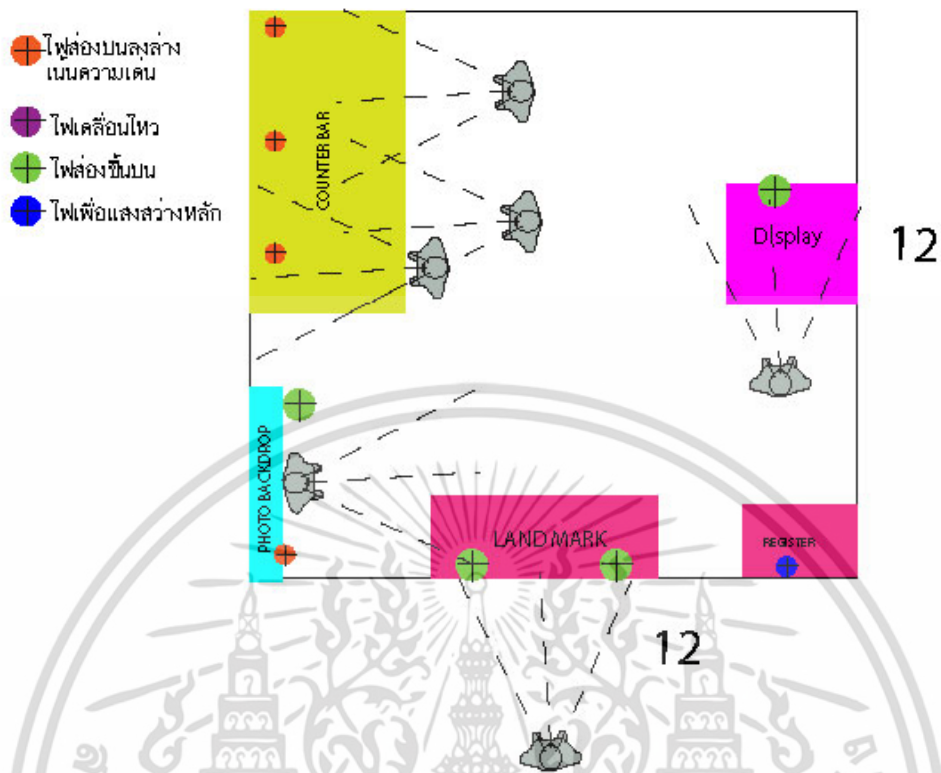 ไฟส่องบนลงล่าง
เน้นความเด่น
ไฟเคลื่อนไหว
ไฟส่องขึ้นบน
ไฟเพื่อแสงสว่างหลัก
COUNTER BAR
Display
12
PHOTO BACKDROP
LANDMARK
REGISTER
12